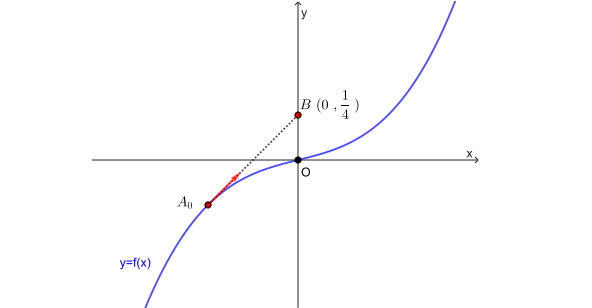 y
B (0 , 1/4 )
x
O
A₀
y=f(x)